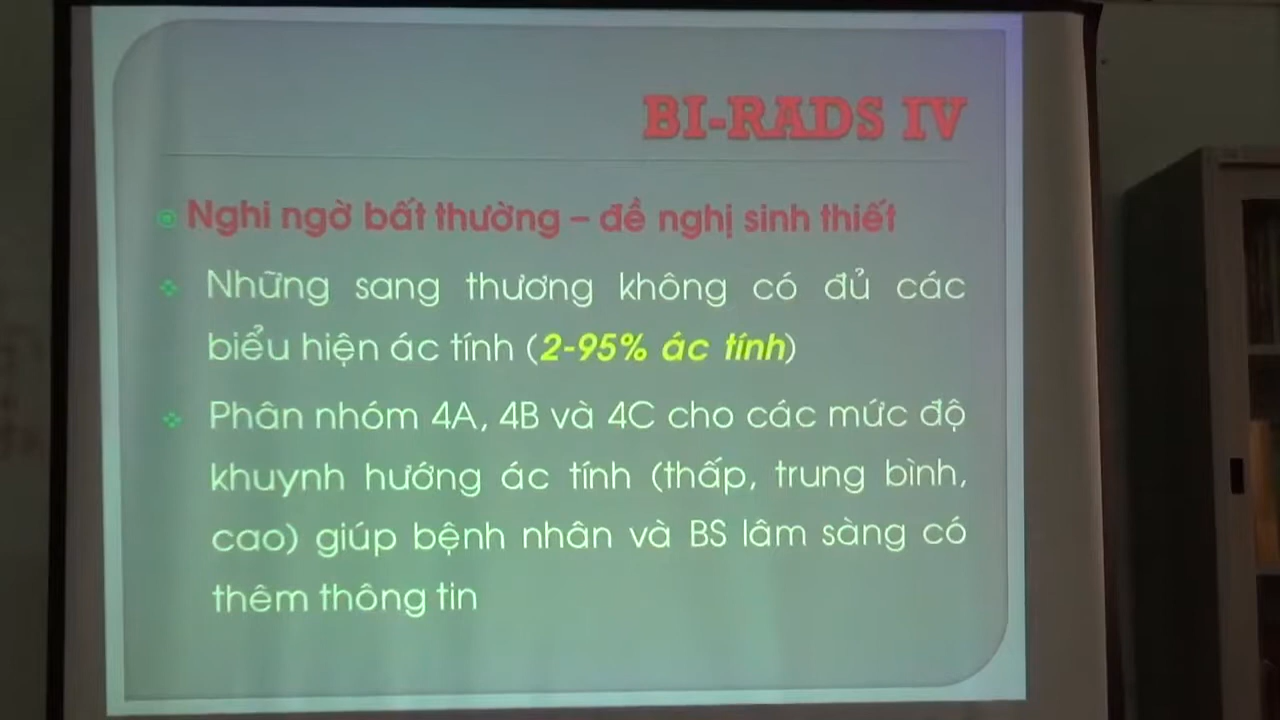 BI-RADS IV
Nghi ngờ bất thường – đề nghị sinh thiết
Những sang thương không có đủ các
biểu hiện ác tính (2-95% ác tính)
Phân nhóm 4A, 4B và 4C cho các mức độ
khuynh hướng ác tính (thấp, trung bình,
cao) giúp bệnh nhân và BS lâm sàng có
thêm thông tin